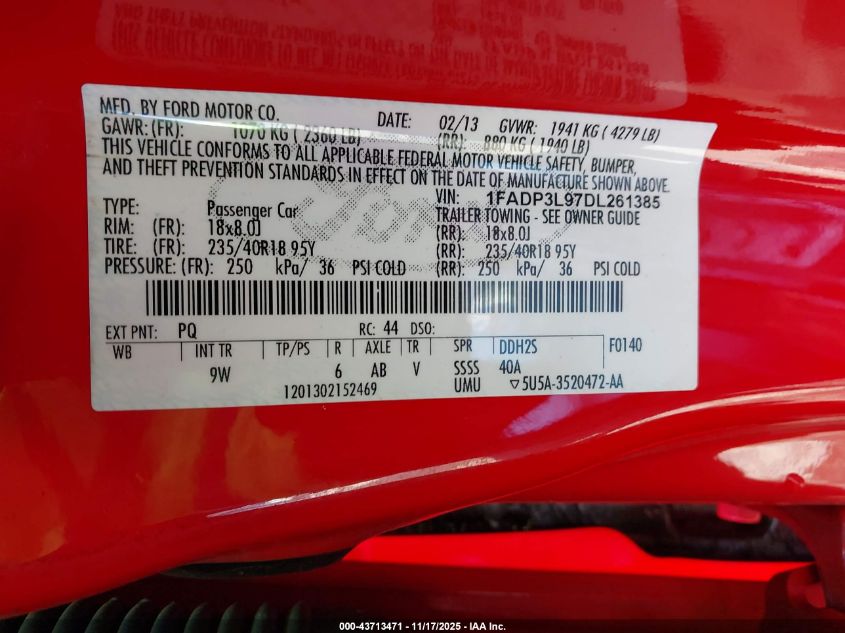 MFD. BY FORD MOTOR CO. DATE: 02/13 GVWR: 1941 KG ( 4279 LB)
GAWR: (FR): 1070 KG ( 2360 LB) (RR): 880 KG ( 1940 LB)
THIS VEHICLE CONFORMS TO ALL APPLICABLE FEDERAL MOTOR VEHICLE SAFETY, BUMPER,
AND THEFT PREVENTION STANDARDS IN EFFECT ON THE DATE OF MANUFACTURE SHOWN ABOVE.
VIN: 1FADP3L97DL261385
TYPE: Passenger Car TRAILER TOWING - SEE OWNER GUIDE
RIM: (FR): 18x8.0J (RR): 18x8.0J
TIRE: (FR): 235/40R18 95Y (RR): 235/40R18 95Y
PRESSURE: (FR): 250 kPa/ 36 PSI COLD (RR): 250 kPa/ 36 PSI COLD
EXT PNT: PQ RC: 44 DSO:
WB INT TR TP/PS R AXLE TR SPR DDH2S F0140
9W 6 AB V SSSS 40A
1201302152469 UMU ▽5U5A-3520472-AA
000-43713471 - 11/17/2025 - IAA Inc.